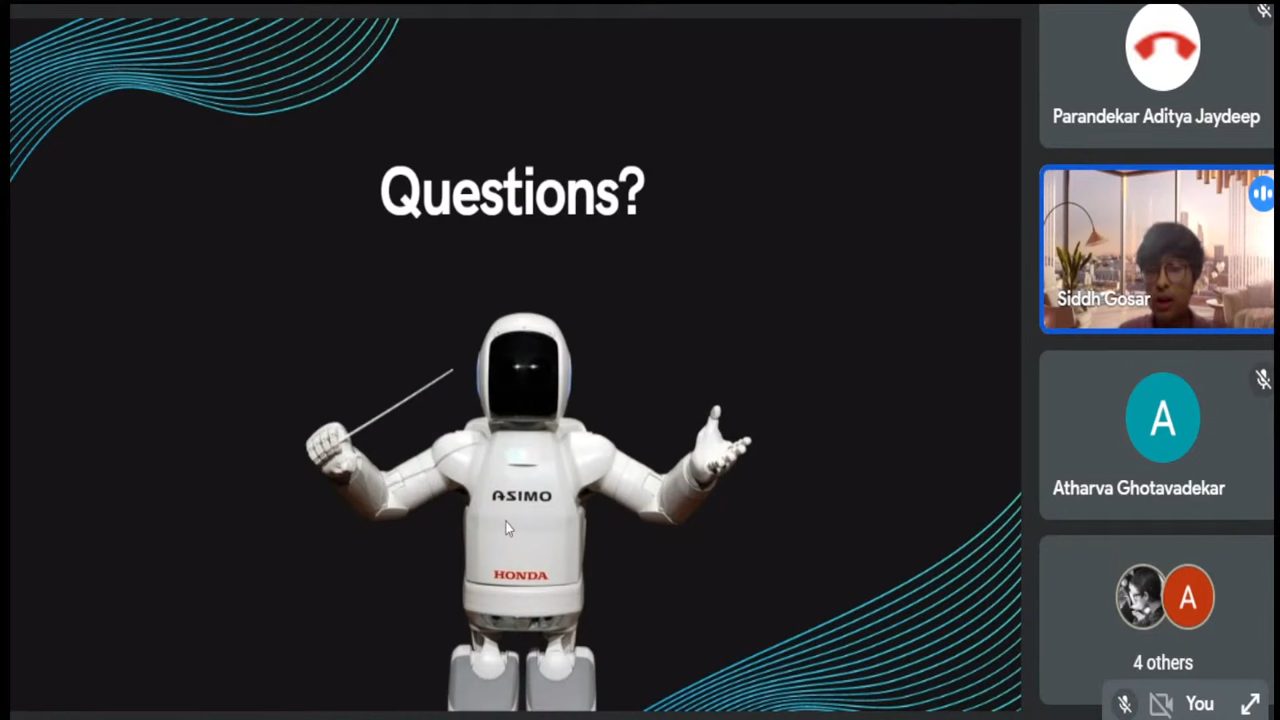 Questions?
ASIMO
HONDA
Parandekar Aditya Jaydeep
Siddh Gosar
A
Atharva Ghotavadekar
A
4 others
You